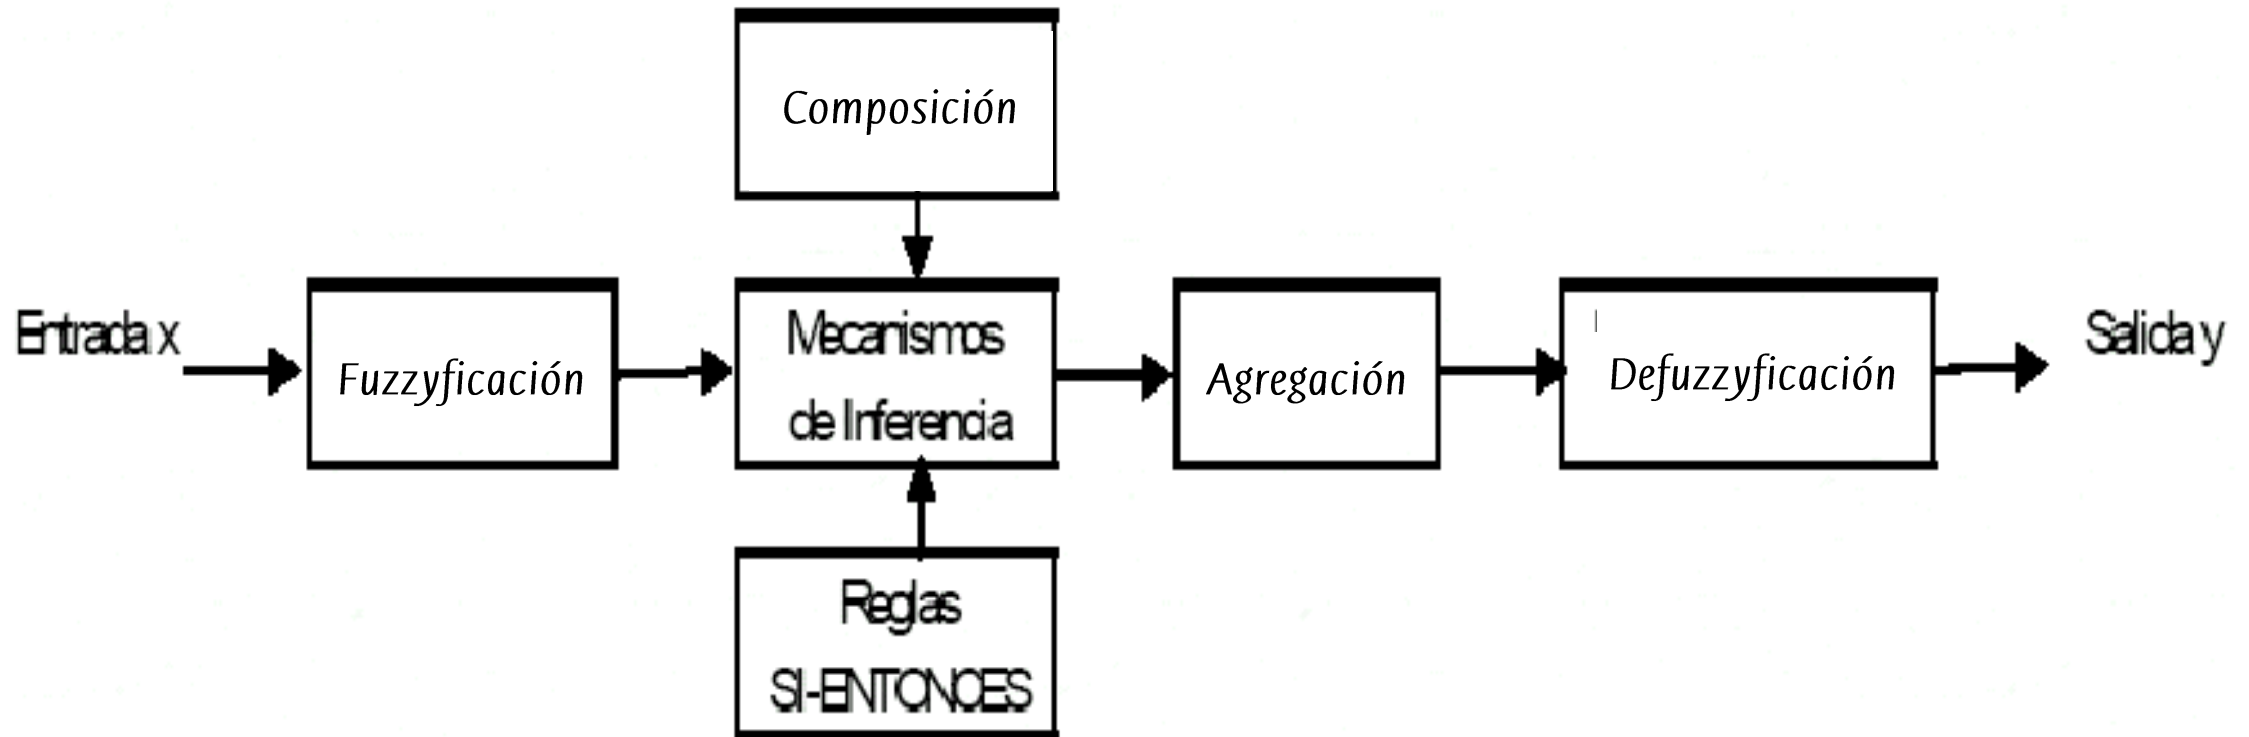 Composición
Entrada x
Fuzzyficación
Mecanismos
de Inferencia
Agregación
Defuzzyficación
Salida y
Reglas
SI-ENTONCES